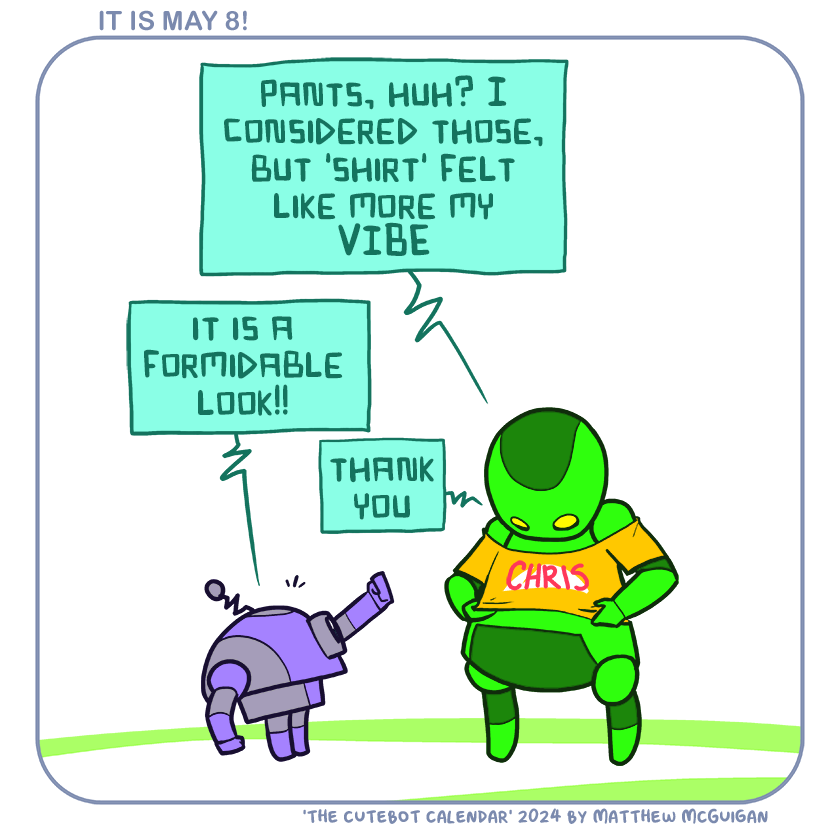 IT IS MAY 8!
PANTS, HUH? I
CONSIDERED THOSE,
BUT 'SHIRT' FELT
LIKE MORE MY
VIBE
IT IS A
FORMIDABLE
LOOK!!
THANK
YOU
CHRIS
'THE CUTEBOT CALENDAR' 2024 BY MATTHEW MCGUIGAN